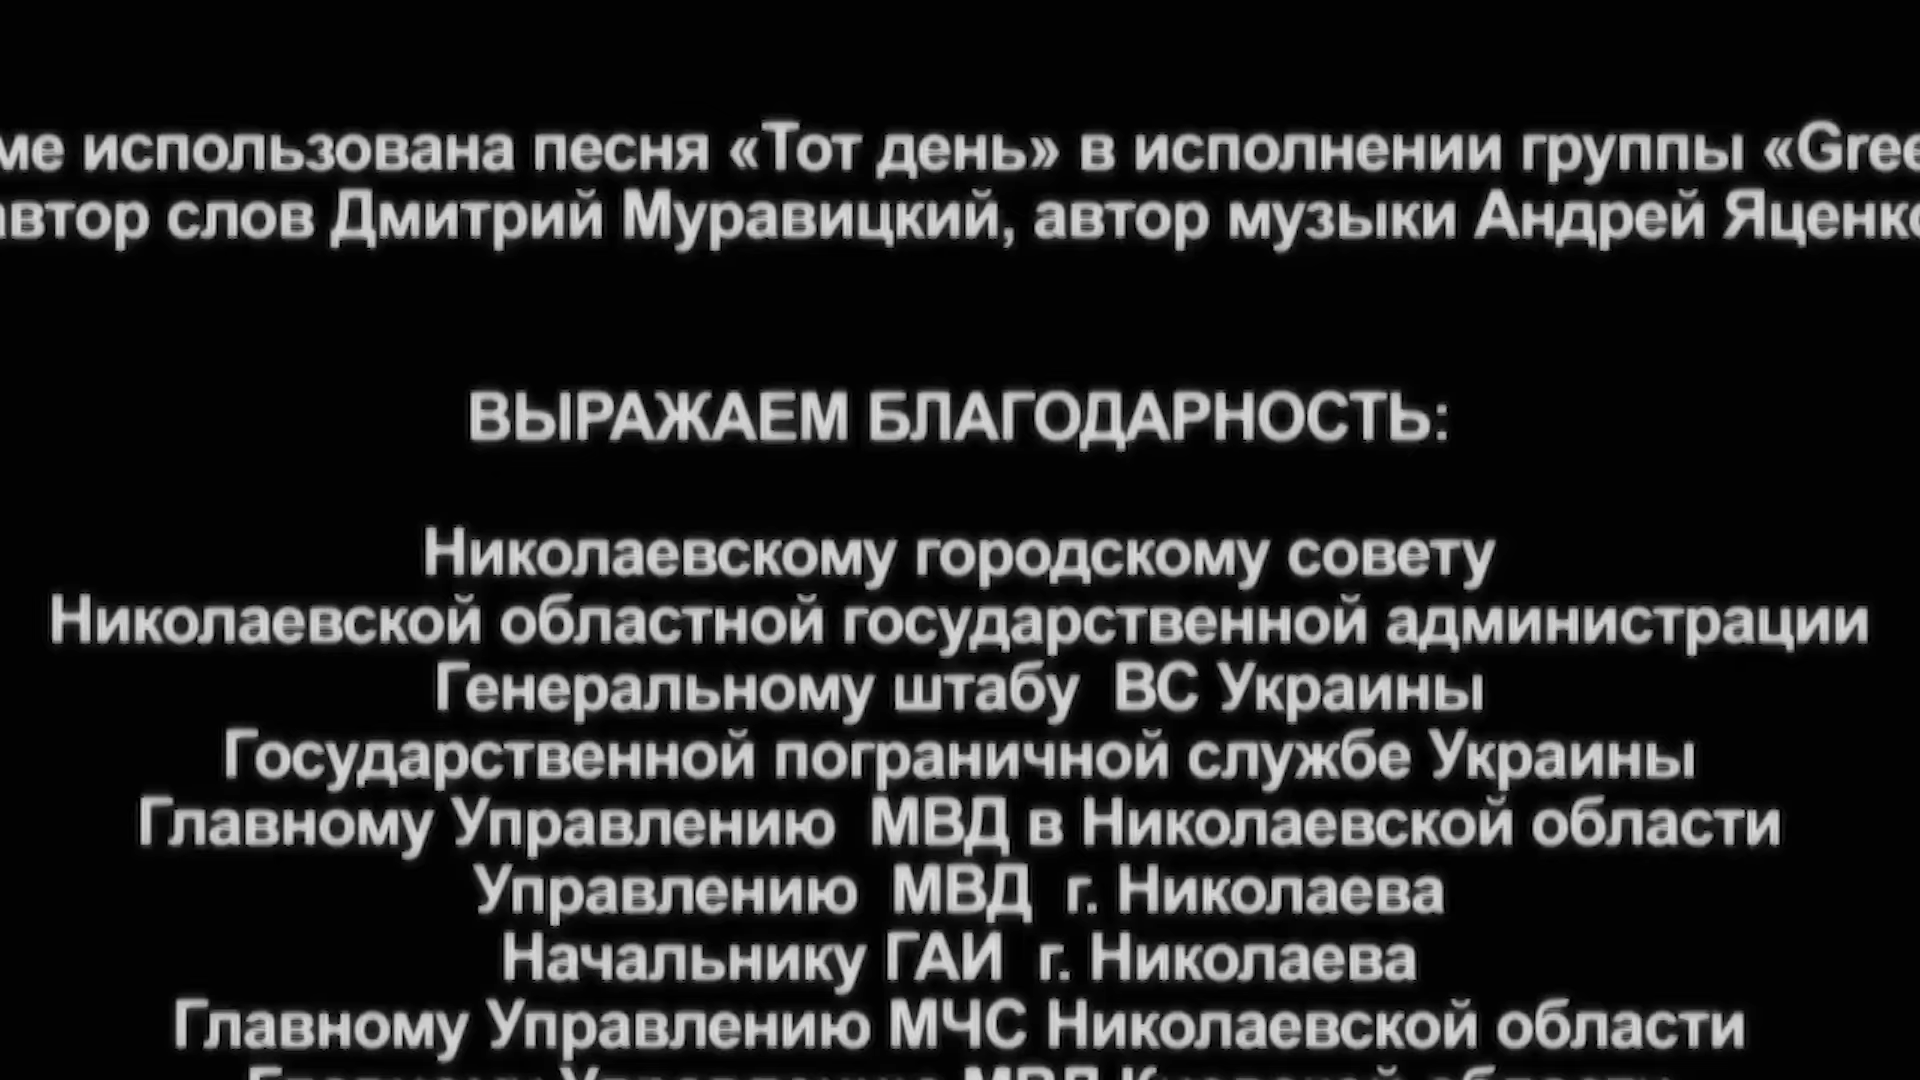 ме использована песня «Тот день» в исполнении группы «Gree
автор слов Дмитрий Муравицкий, автор музыки Андрей Яценко
ВЫРАЖАЕМ БЛАГОДАРНОСТЬ:
Николаевскому городскому совету
Николаевской областной государственной администрации
Генеральному штабу ВС Украины
Государственной пограничной службе Украины
Главному Управлению МВД в Николаевской области
Управлению МВД г. Николаева
Начальнику ГАИ г. Николаева
Главному Управлению МЧС Николаевской области